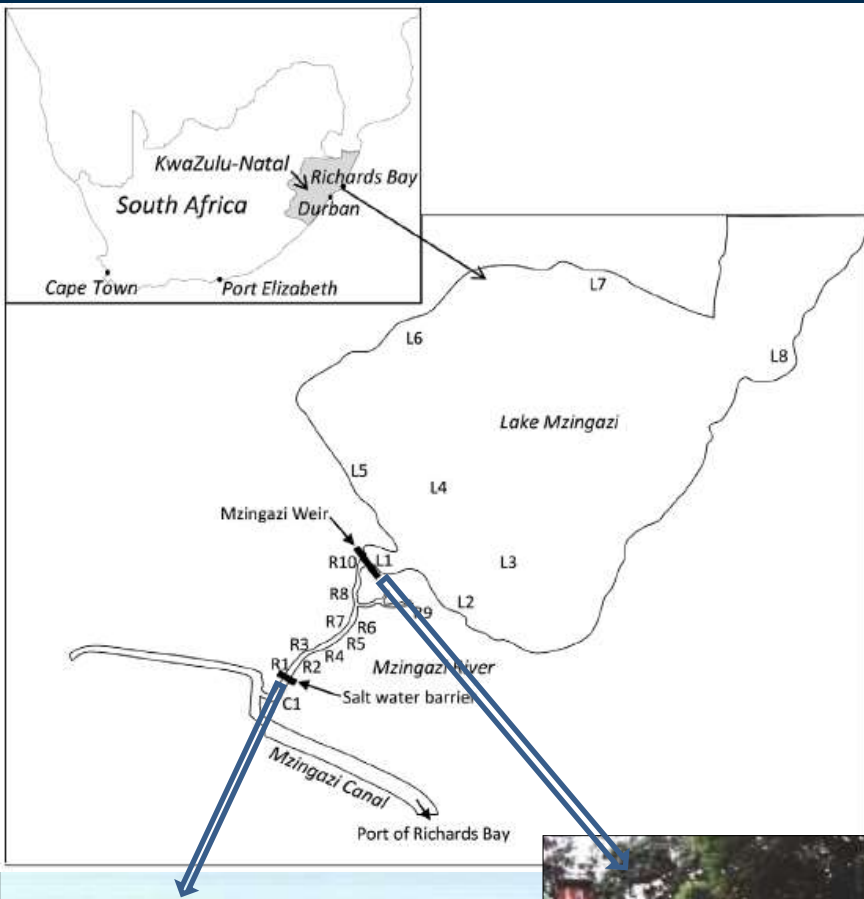 KwaZulu-Natal
Richards Bay
South Africa
Durban
Cape Town
Port Elizabeth
L7
L6
L8
Lake Mzingazi
L5
L4
Mzingazi Weir
R10
L1
L3
R8
L2
R9
R7
R6
R5
R3
R4
R1
R2
Mzingazi River
Salt water barrier
C1
Mzingazi Canal
Port of Richards Bay